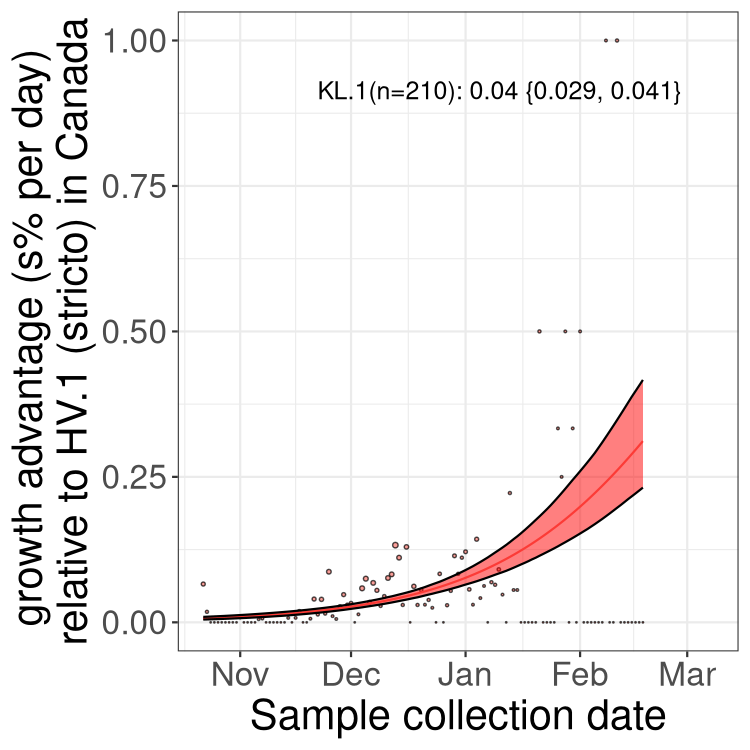 growth advantage (s% per day)
relative to HV.1 (stricto) in Canada
1.00
0.75
0.50
0.25
0.00
KL.1(n=210): 0.04 {0.029, 0.041}
Nov Dec Jan Feb Mar
Sample collection date